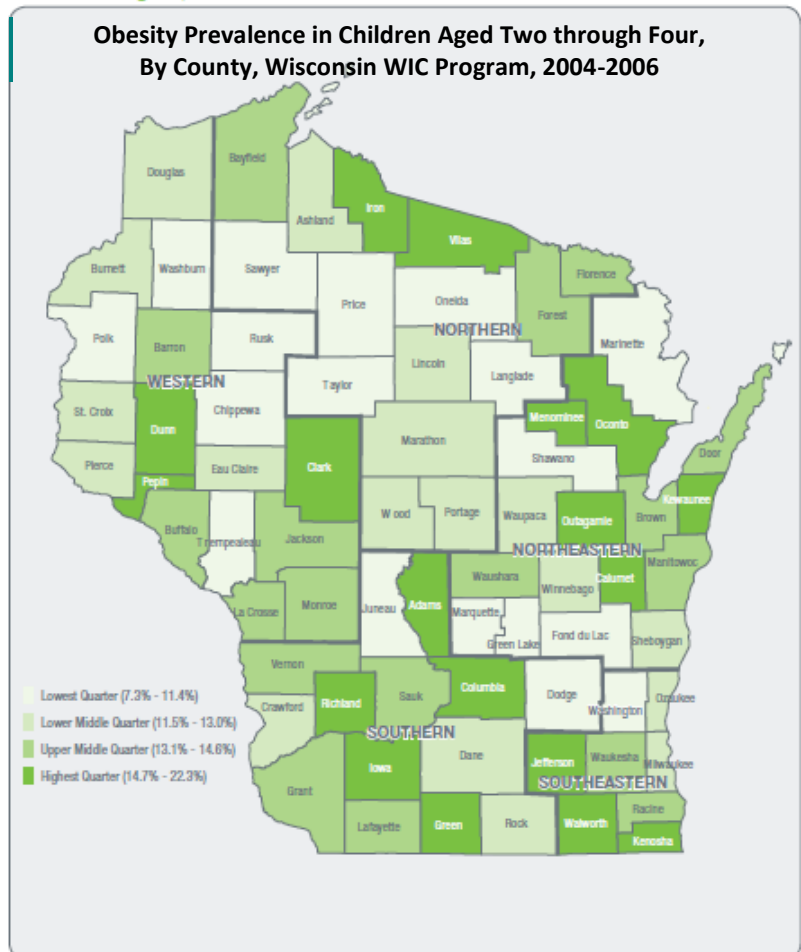 Obesity Prevalence in Children Aged Two through Four,
By County, Wisconsin WIC Program, 2004-2006
Douglas
Bayfield
Ashland
Iron
Vilas
Burnett
Washburn
Sawyer
Price
Oneida
Florence
Forest
NORTHERN
Marinette
Polk
Barron
Rusk
Lincoln
Langlade
WESTERN
Taylor
St. Croix
Chippewa
Dunn
Menominee
Oconto
Marathon
Shawano
Door
Pierce
Eau Claire
Clark
Pepin
Kewaunee
Wood
Portage
Waupaca
Outagamie
Brown
Buffalo
Trempealeau
Jackson
NORTHEASTERN
Manitowoc
Waushara
Winnebago
Calumet
La Crosse
Monroe
Juneau
Adams
Marquette
Green Lake
Fond du Lac
Sheboygan
Vernon
Lowest Quarter (7.3% - 11.4%)
Lower Middle Quarter (11.5% - 13.0%)
Upper Middle Quarter (13.1% - 14.6%)
Highest Quarter (14.7% - 22.3%)
Crawford
Richland
Sauk
Columbia
Dodge
Washington
Ozaukee
SOUTHERN
Iowa
Dane
Jefferson
Waukesha
Milwaukee
SOUTHEASTERN
Grant
Lafayette
Green
Rock
Walworth
Racine
Kenosha